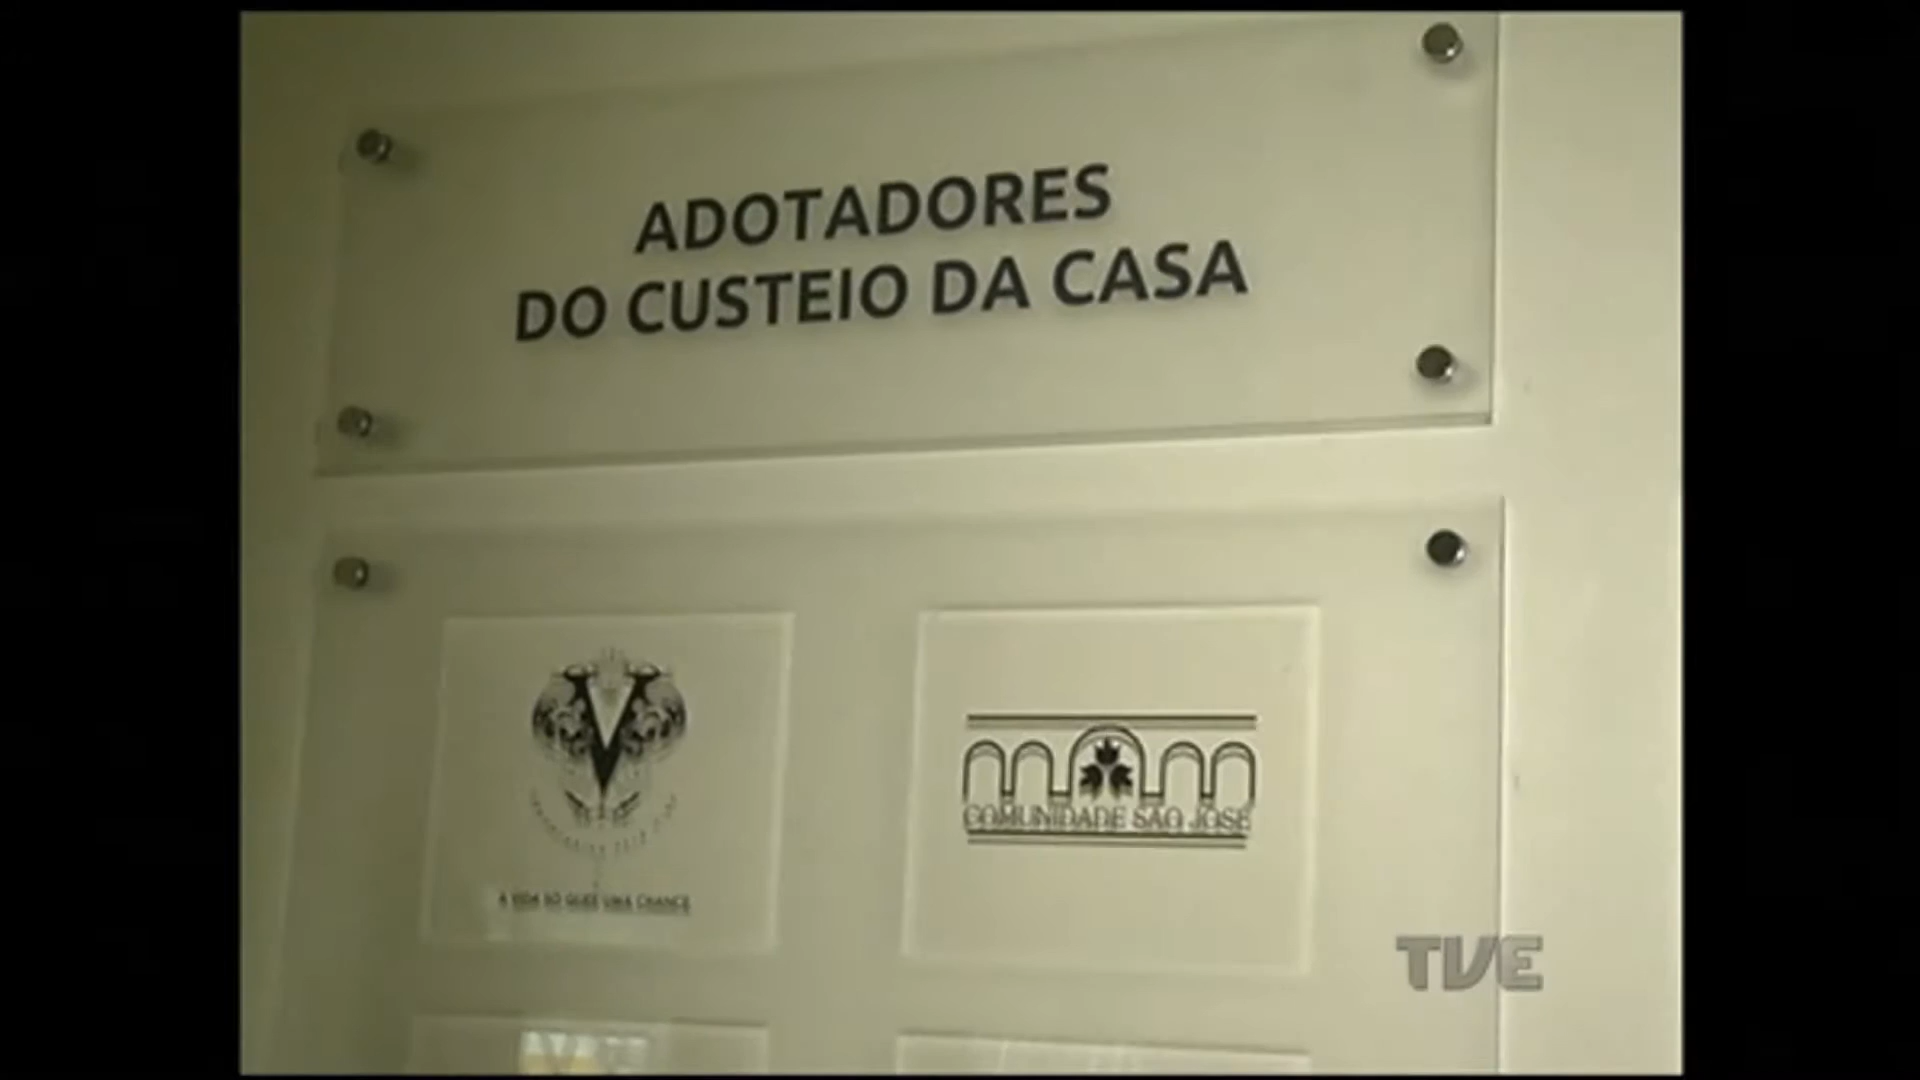 ADOTADORES
DO CUSTEIO DA CASA
V
A VIDA SÓ QUER UMA CHANCE
COMUNIDADE SÃO JOSÉ
TVE